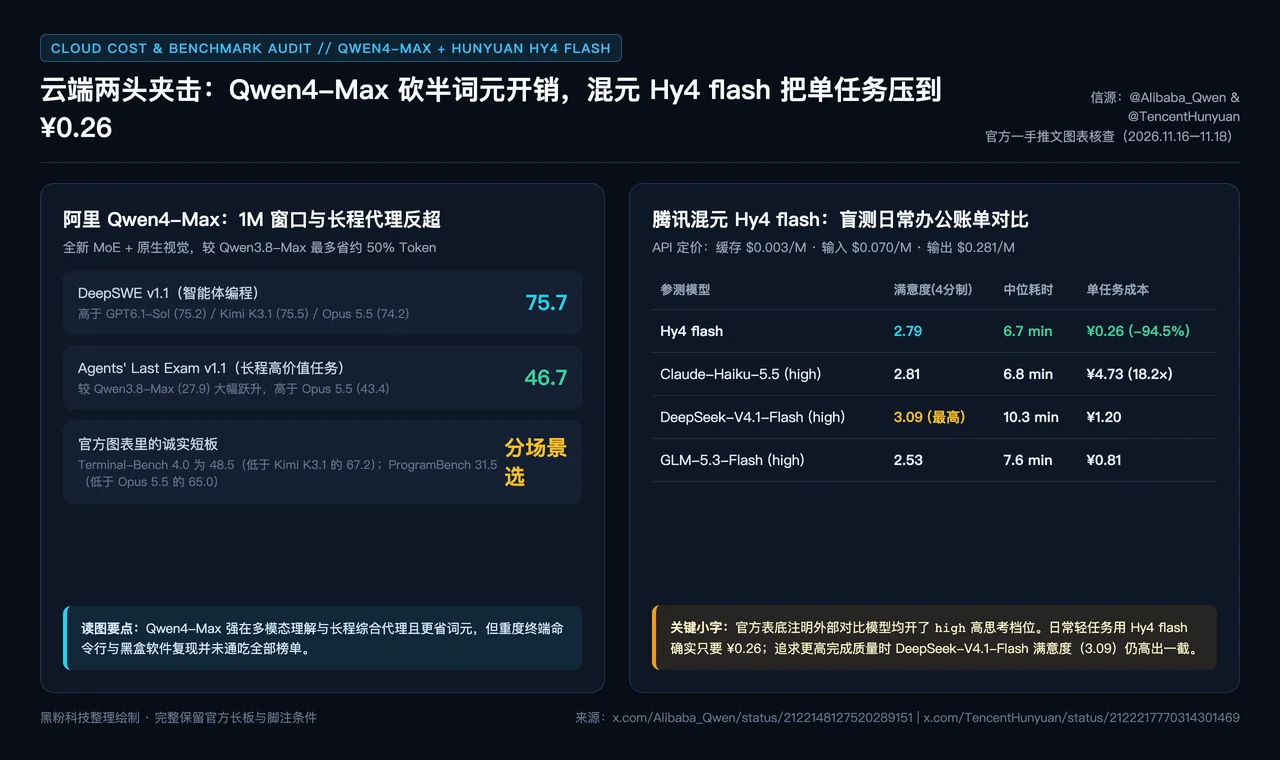 CLOUD COST & BENCHMARK AUDIT // QWEN4-MAX + HUNYUAN HY4 FLASH
云端两头夹击：Qwen4-Max 砍半词元开销，混元 Hy4 flash 把单任务压到
¥0.26
信源：@Alibaba_Qwen &
@TencentHunyuan
官方一手推文图表核查（2026.11.16—11.18）
阿里 Qwen4-Max：1M 窗口与长程代理反超
全新 MoE + 原生视觉，较 Qwen3.8-Max 最多省约 50% Token
DeepSWE v1.1（智能体编程）
高于 GPT6.1-Sol (75.2) / Kimi K3.1 (75.5) / Opus 5.5 (74.2)
75.7
Agents' Last Exam v1.1（长程高价值任务）
较 Qwen3.8-Max (27.9) 大幅跃升，高于 Opus 5.5 (43.4)
46.7
官方图表里的诚实短板
Terminal-Bench 4.0 为 48.5（低于 Kimi K3.1 的 67.2）；ProgramBench 31.5
（低于 Opus 5.5 的 65.0）
分场景
选
读图要点：Qwen4-Max 强在多模态理解与长程综合代理且更省词元，但重度终端命
令行与黑盒软件复现并未通吃全部榜单。
腾讯混元 Hy4 flash：盲测日常办公账单对比
API 定价：缓存 $0.003/M · 输入 $0.070/M · 输出 $0.281/M
参测模型 满意度(4分制) 中位耗时 单任务成本
Hy4 flash 2.79 6.7 min ¥0.26 (-94.5%)
Claude-Haiku-5.5 (high) 2.81 6.8 min ¥4.73 (18.2×)
DeepSeek-V4.1-Flash (high) 3.09 (最高) 10.3 min ¥1.20
GLM-5.3-Flash (high) 2.53 7.6 min ¥0.81
关键小字：官方表底注明外部对比模型均开了 high 高思考档位。日常轻任务用 Hy4 flash
确实只要 ¥0.26；追求更高完成质量时 DeepSeek-V4.1-Flash 满意度（3.09）仍高出一截。
黑粉科技整理绘制 · 完整保留官方长板与脚注条件
来源：x.com/Alibaba_Qwen/status/2122148127520289151 | x.com/TencentHunyuan/status/2122217770314301469